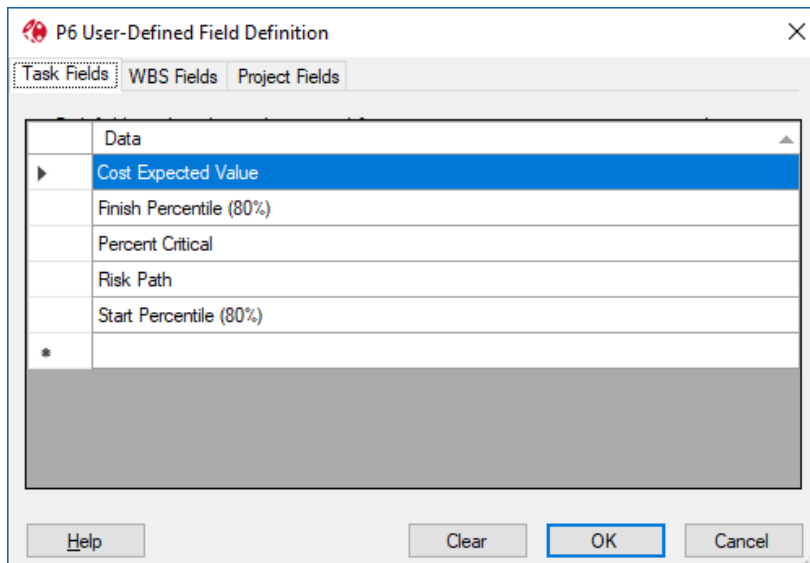 P6 User-Defined Field Definition
Task Fields WBS Fields Project Fields
Data
Cost Expected Value
Finish Percentile (80%)
Percent Critical
Risk Path
Start Percentile (80%)
*
Help Clear OK Cancel